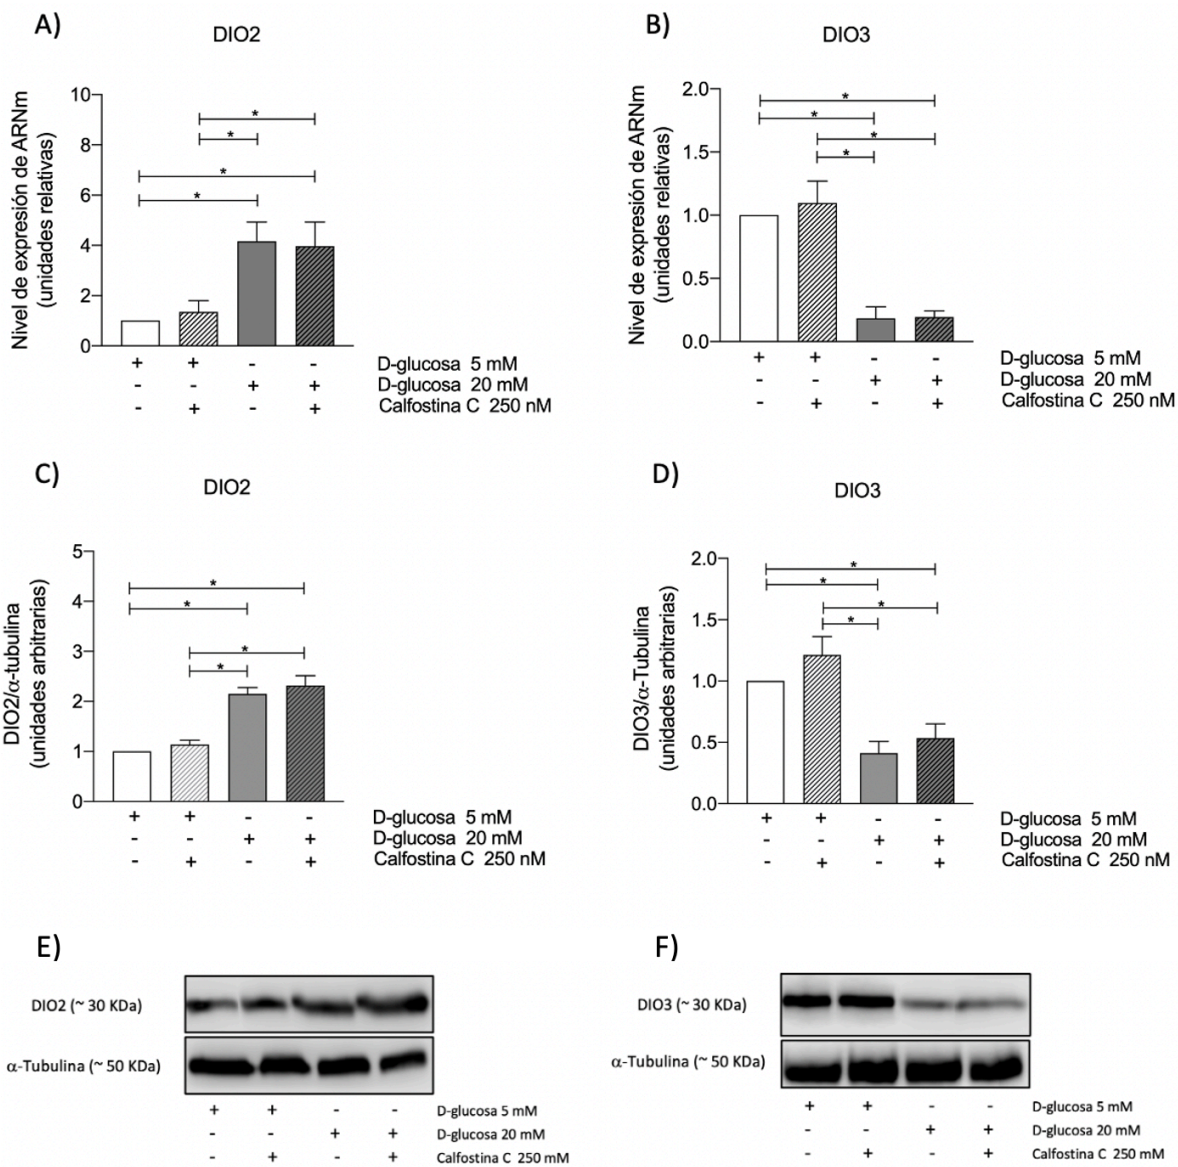 A)
DIO2
Nivel de expresión de ARNm
(unidades relativas)
10
8
6
4
2
0
*
*
*
*
+ + - - D-glucosa 5 mM
- - + + D-glucosa 20 mM
- + - + Calfostina C 250 nM
B)
DIO3
Nivel de expresión de ARNm
(unidades relativas)
2.0
1.5
1.0
0.5
0.0
*
*
*
*
+ + - - D-glucosa 5 mM
- - + + D-glucosa 20 mM
- + - + Calfostina C 250 nM
C)
DIO2
DIO2/α-tubulina
(unidades arbitrarias)
5
4
3
2
1
0
*
*
*
*
+ + - - D-glucosa 5 mM
- - + + D-glucosa 20 mM
- + - + Calfostina C 250 nM
D)
DIO3
DIO3/α-Tubulina
(unidades arbitrarias)
2.0
1.5
1.0
0.5
0.0
*
*
*
*
+ + - - D-glucosa 5 mM
- - + + D-glucosa 20 mM
- + - + Calfostina C 250 nM
E)
DIO2 (~ 30 KDa)
α-Tubulina (~ 50 KDa)
+ + - - D-glucosa 5 mM
- - + + D-glucosa 20 mM
- + - + Calfostina C 250 mM
F)
DIO3 (~ 30 KDa)
α-Tubulina (~ 50 KDa)
+ + - - D-glucosa 5 mM
- - + + D-glucosa 20 mM
- + - + Calfostina C 250 mM